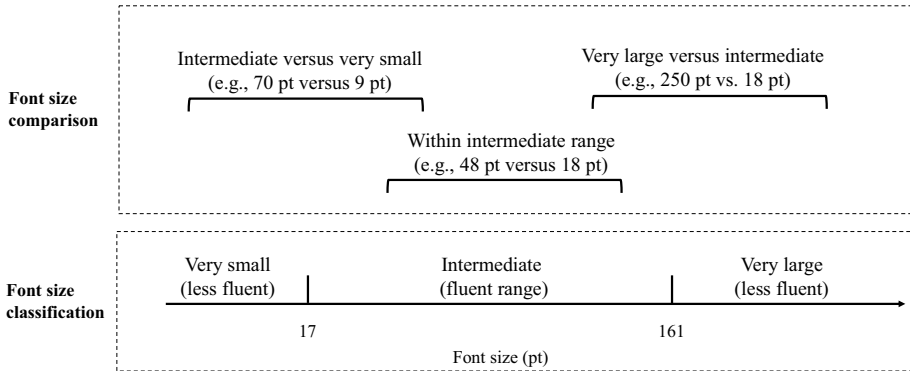 Font size
comparison
Intermediate versus very small
(e.g., 70 pt versus 9 pt)
Very large versus intermediate
(e.g., 250 pt vs. 18 pt)
Within intermediate range
(e.g., 48 pt versus 18 pt)
Font size
classification
Very small
(less fluent)
Intermediate
(fluent range)
Very large
(less fluent)
17
161
Font size (pt)